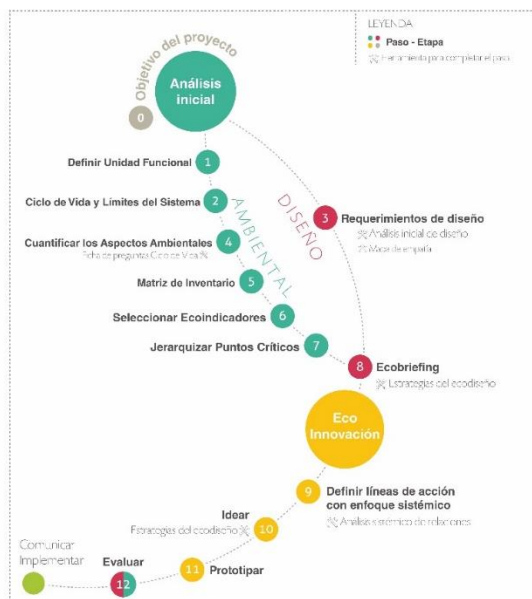 LEYENDA
Paso - Etapa
Herramienta para completar el paso
Objetivo del proyecto
0
Análisis
inicial
Definir Unidad Funcional
1
Ciclo de Vida y Límites del Sistema
2
AMBIENTAL
DISEÑO
3
Requerimientos de diseño
Análisis inicial de diseño
Mapa de empatía
Cuantificar los Aspectos Ambientales
Ficha de preguntas Ciclo de Vida
4
Matriz de Inventario
5
Seleccionar Ecoindicadores
6
Jerarquizar Puntos Críticos
7
8
Ecobriefing
Estrategias del ecodiseño
Eco
Innovación
9
Definir líneas de acción
con enfoque sistémico
Análisis sistémico de relaciones
Idear
Estrategias del ecodiseño
10
11
Prototipar
Evaluar
12
Comunicar
Implementar